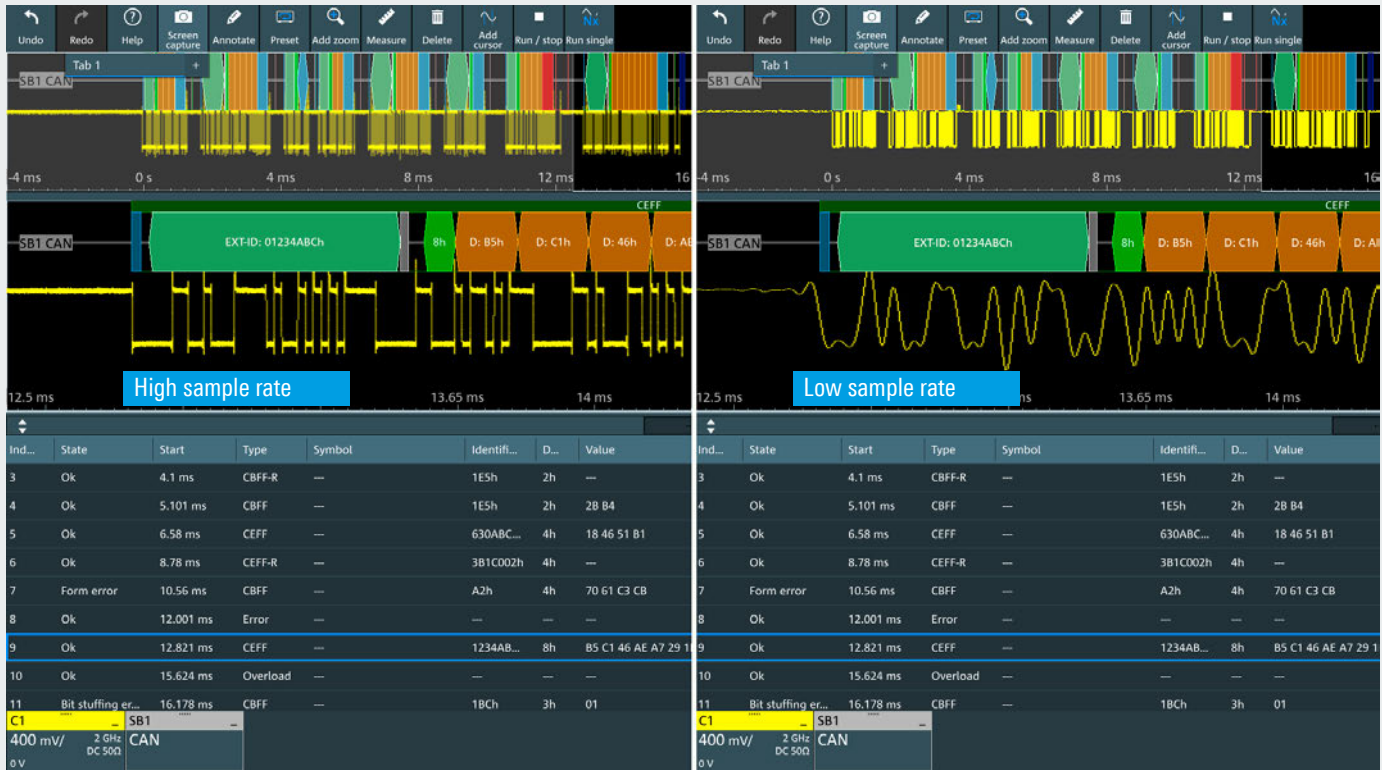 Undo Redo Help Screen capture Annotate Preset Add zoom Measure Delete Add cursor Run / stop Run single
Tab 1 +
SB1 CAN
-4 ms 0 s 4 ms 8 ms 12 ms 16
CEFF
SB1 CAN EXT-ID: 01234ABCh 8h D: B5h D: C1h D: 46h D: AE
High sample rate
12.5 ms 13.65 ms 14 ms
Ind... State Start Type Symbol Identifi... D... Value
3 Ok 4.1 ms CBFF-R --- 1E5h 2h ---
4 Ok 5.101 ms CBFF --- 1E5h 2h 2B B4
5 Ok 6.58 ms CEFF --- 630ABC... 4h 18 46 51 B1
6 Ok 8.78 ms CEFF-R --- 3B1C002h 4h ---
7 Form error 10.56 ms CBFF --- A2h 4h 70 61 C3 CB
8 Ok 12.001 ms Error --- --- --- ---
9 Ok 12.821 ms CEFF --- 1234AB... 8h B5 C1 46 AE A7 29
10 Ok 15.624 ms Overload --- --- --- ---
11 Bit stuffing er... 16.178 ms CBFF --- 1BCh 3h 01
C1 SB1
400 mV/ 2 GHz CAN
DC 50Ω
0 V
Undo Redo Help Screen capture Annotate Preset Add zoom Measure Delete Add cursor Run / stop Run single
Tab 1 +
SB1 CAN
-4 ms 0 s 4 ms 8 ms 12 ms 16
CEFF
SB1 CAN EXT-ID: 01234ABCh 8h D: B5h D: C1h D: 46h
Low sample rate
12.5 ms ms 13.65 ms 14 ms
Ind... State Start Type Symbol Identifi... D... Value
3 Ok 4.1 ms CBFF-R --- 1E5h 2h ---
4 Ok 5.101 ms CBFF --- 1E5h 2h 2B B4
5 Ok 6.58 ms CEFF --- 630ABC... 4h 18 46 51 B1
6 Ok 8.78 ms CEFF-R --- 3B1C002h 4h ---
7 Form error 10.56 ms CBFF --- A2h 4h 70 61 C3 CB
8 Ok 12.001 ms Error --- --- --- ---
9 Ok 12.821 ms CEFF --- 1234AB... 8h B5 C1 46 AE A7 29
10 Ok 15.624 ms Overload --- --- --- ---
11 Bit stuffing er... 16.178 ms CBFF --- 1BCh 3h 01
C1 SB1
400 mV/ 2 GHz CAN
DC 50Ω
0 V